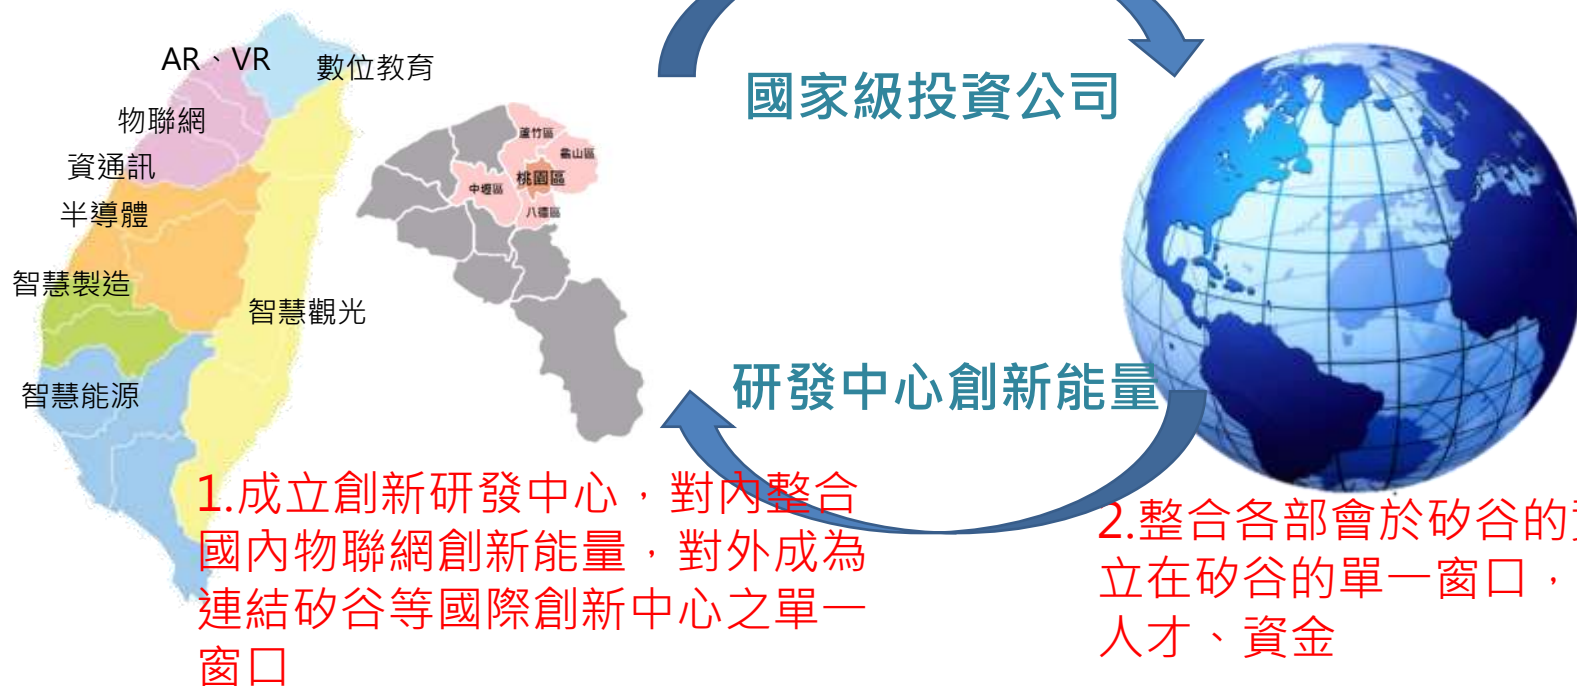 AR、VR
數位教育
物聯網
資通訊
半導體
智慧製造
智慧觀光
智慧能源
蘆竹區
龜山區
桃園區
中壢區
八德區
國家級投資公司
研發中心創新能量
1.成立創新研發中心，對內整合
國內物聯網創新能量，對外成為
連結矽谷等國際創新中心之單一
窗口
2.整合各部會於矽谷的
立在矽谷的單一窗口，
人才、資金